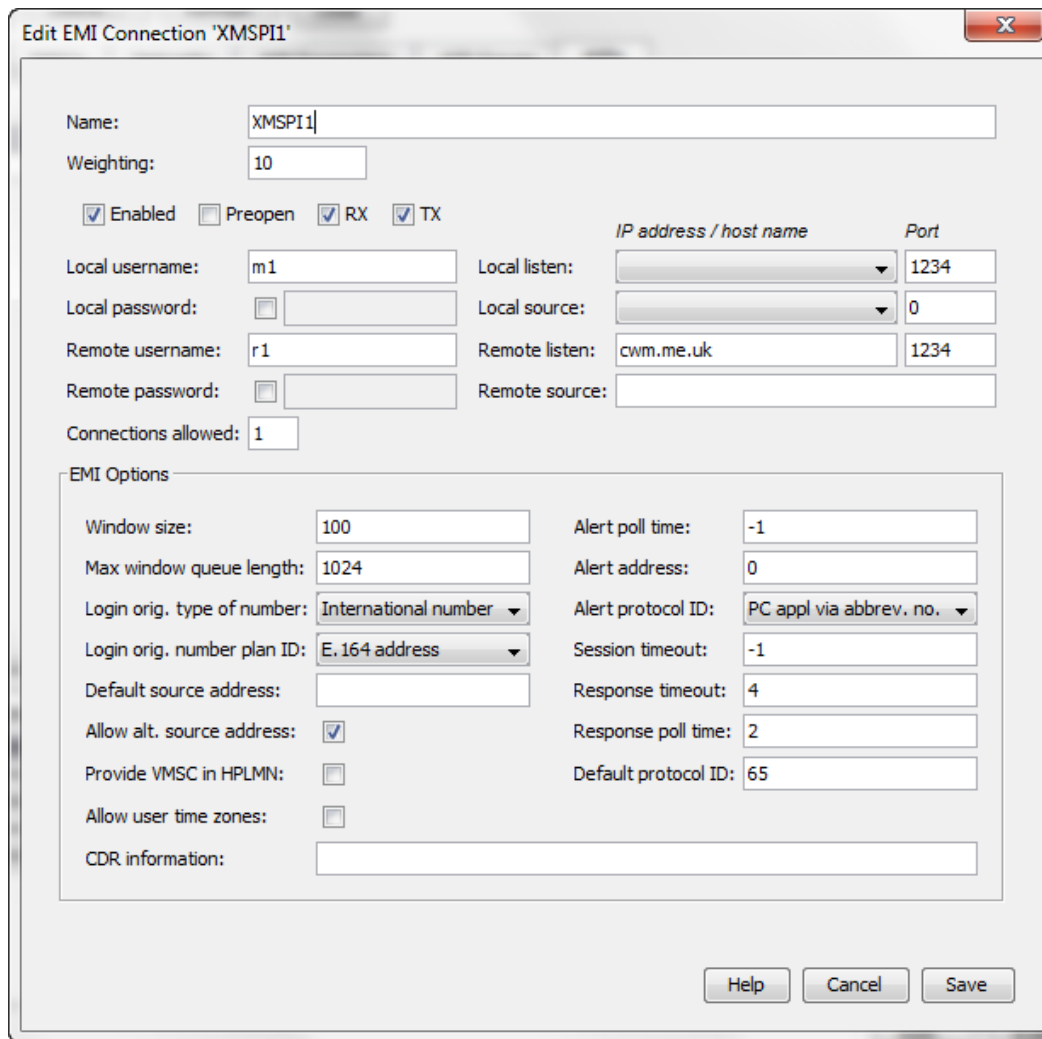 Edit EMI Connection 'XMSPI1'
Name: XMSPI1
Weighting: 10
Enabled Preopen RX TX
IP address / host name Port
Local username: m1 Local listen: 1234
Local password: Local source: 0
Remote username: r1 Remote listen: cwm.me.uk 1234
Remote password: Remote source:
Connections allowed: 1
EMI Options
Window size: 100 Alert poll time: -1
Max window queue length: 1024 Alert address: 0
Login orig. type of number: International number Alert protocol ID: PC appl via abbrev. no.
Login orig. number plan ID: E.164 address Session timeout: -1
Default source address: Response timeout: 4
Allow alt. source address: Response poll time: 2
Provide VMSC in HPLMN: Default protocol ID: 65
Allow user time zones:
CDR information:
Help Cancel Save